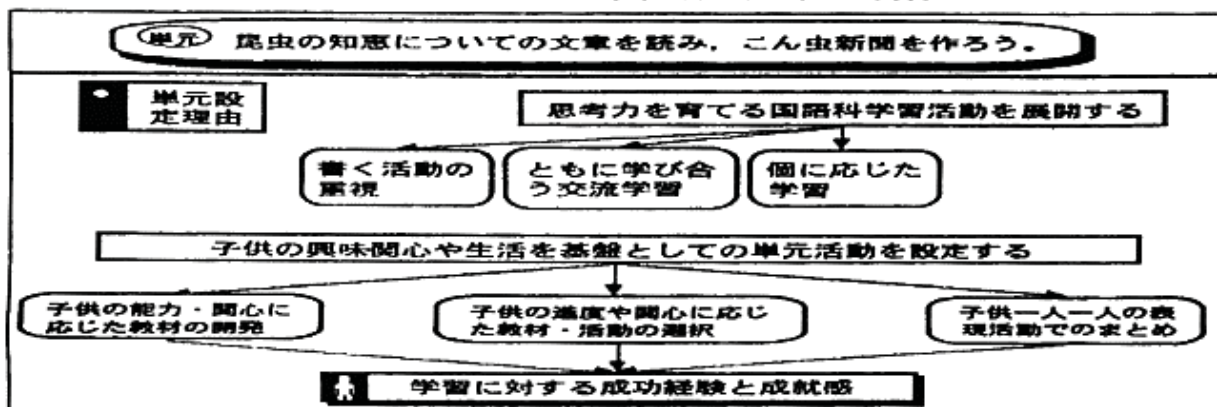 単元 昆虫の知恵についての文章を読み，こん虫新聞を作ろう。
単元設
定理由
思考力を育てる国語科学習活動を展開する
書く活動の
重視
ともに学び合
う交流学習
個に応じた
学習
子供の興味関心や生活を基盤としての単元活動を設定する
子供の能力・関心に
応じた教材の開発
子供の進度や関心に応じ
た教材・活動の選択
子供一人一人の表
現活動でのまとめ
学習に対する成功経験と成就感